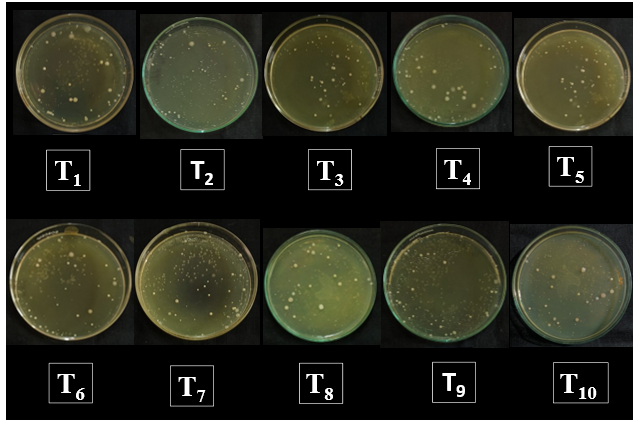 T₁ T₂ T₃ T₄ T₅
T₆ T₇ T₈ T₉ T₁₀